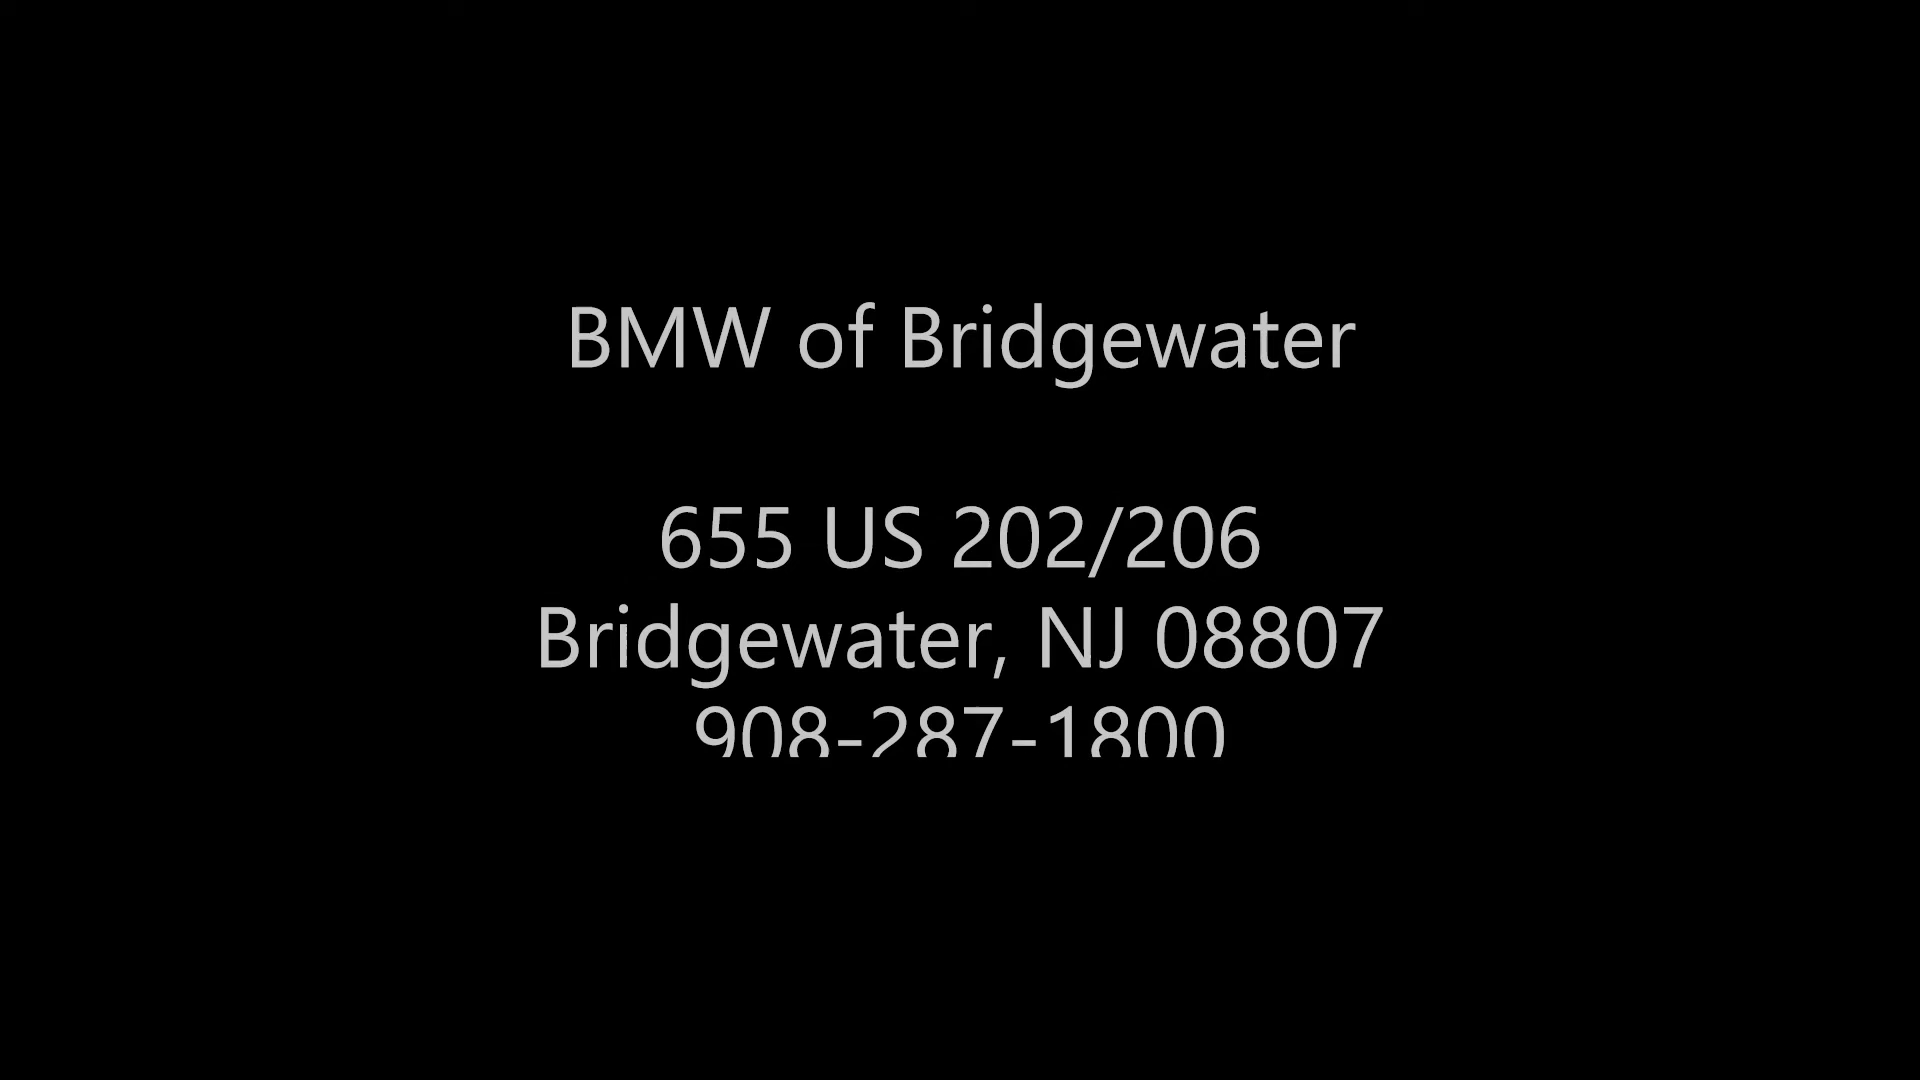 BMW of Bridgewater
655 US 202/206
Bridgewater, NJ 08807
908-287-1800